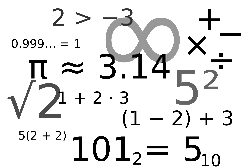 2 > −3
∞
+ −
× ÷
0.999... = 1
π ≈ 3.14
√2
5²
1 + 2 · 3
(1 − 2) + 3
5(2 + 2)
101₂ = 5₁₀